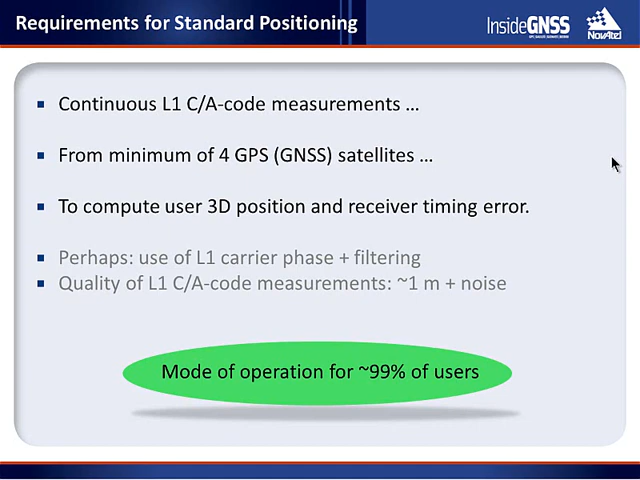 Requirements for Standard Positioning
InsideGNSS
NovAtel
Continuous L1 C/A-code measurements …
From minimum of 4 GPS (GNSS) satellites …
To compute user 3D position and receiver timing error.
Perhaps: use of L1 carrier phase + filtering
Quality of L1 C/A-code measurements: ~1 m + noise
Mode of operation for ~99% of users